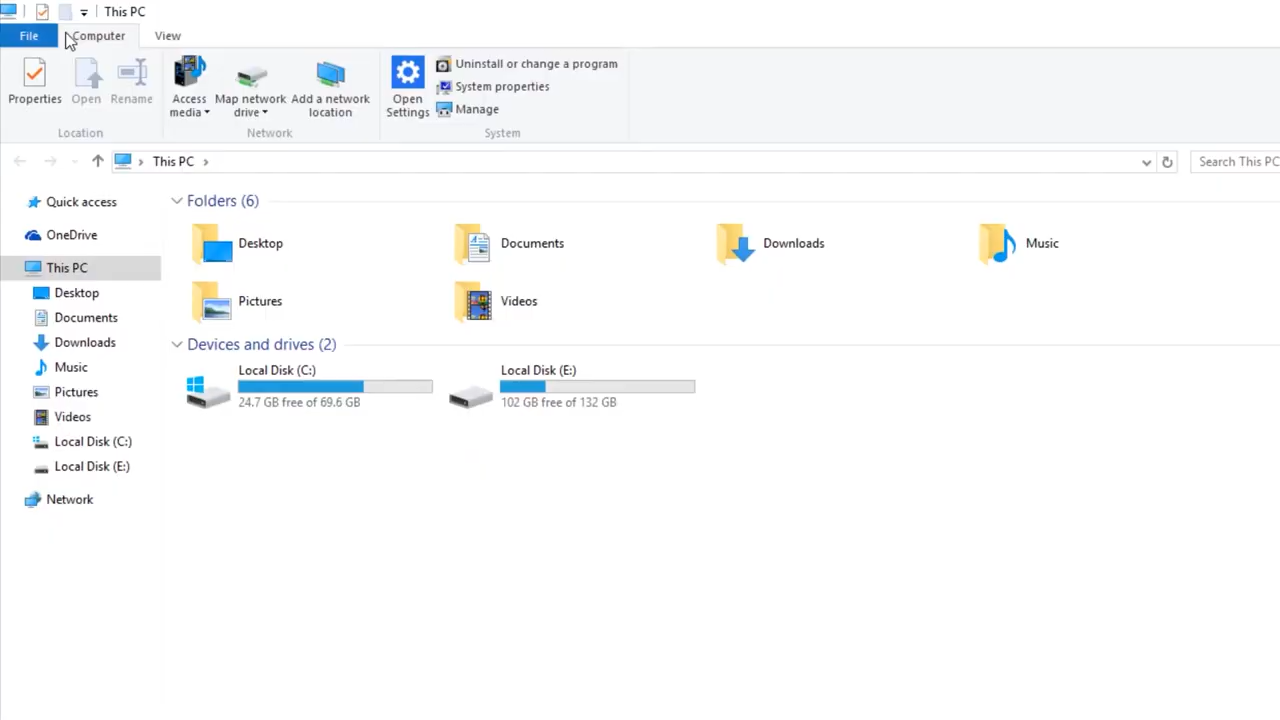 This PC
File Computer View
Properties Open Rename Access media Map network drive Add a network location Open Settings Uninstall or change a program
System properties
Manage
Location Network System
This PC Search This PC
Quick access
OneDrive
This PC
Desktop
Documents
Downloads
Music
Pictures
Videos
Local Disk (C:)
Local Disk (E:)
Network
Folders (6)
Desktop Documents Downloads Music
Pictures Videos
Devices and drives (2)
Local Disk (C:) Local Disk (E:)
24.7 GB free of 69.6 GB 102 GB free of 132 GB